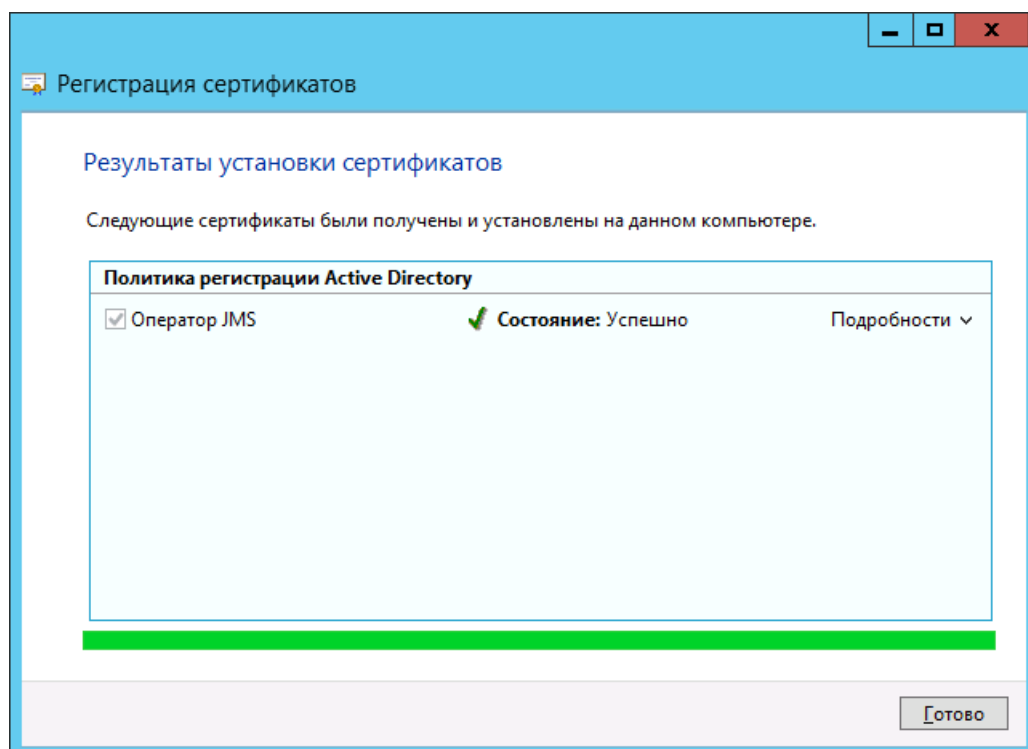 Регистрация сертификатов
Результаты установки сертификатов
Следующие сертификаты были получены и установлены на данном компьютере.
Политика регистрации Active Directory
Оператор JMS Состояние: Успешно Подробности
Готово